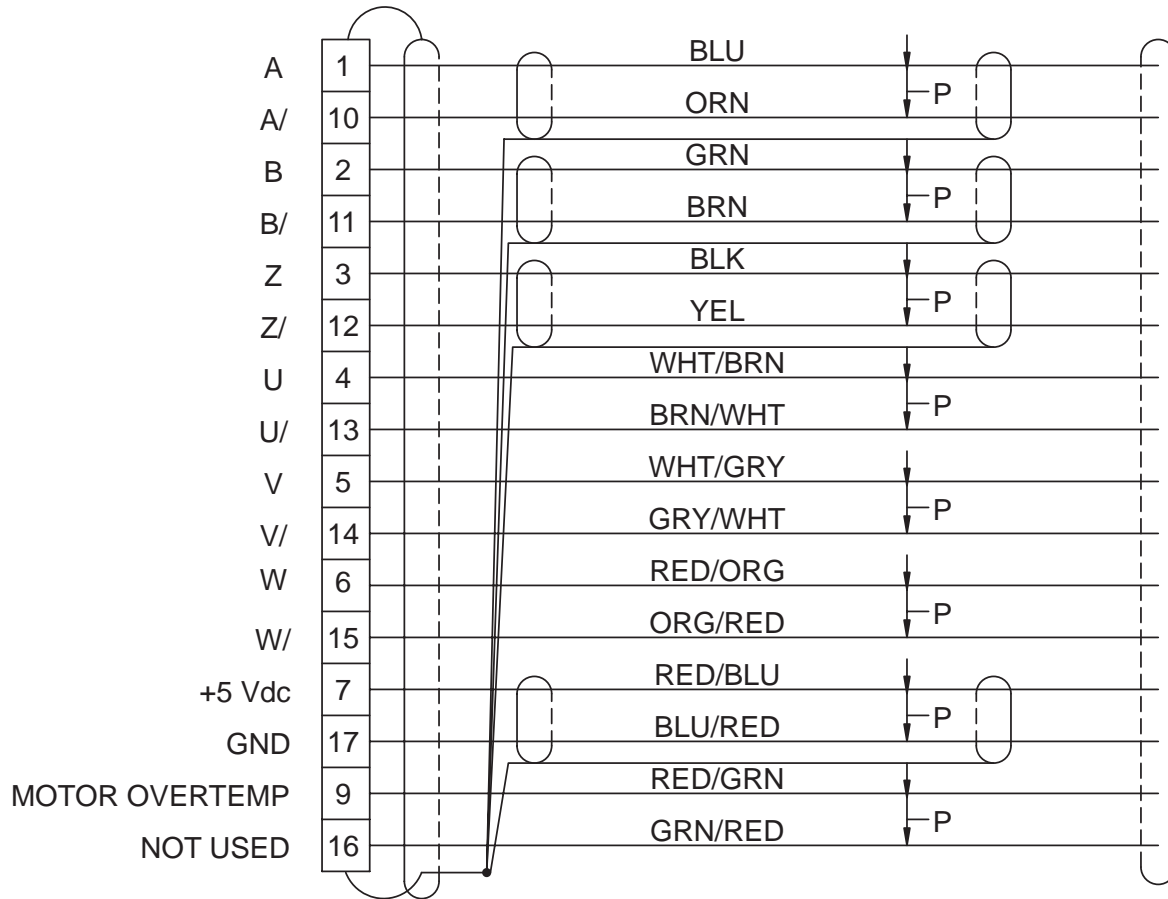 A 1 BLU
P
A/ 10 ORN
B 2 GRN
P
B/ 11 BRN
Z 3 BLK
P
Z/ 12 YEL
U 4 WHT/BRN
P
U/ 13 BRN/WHT
V 5 WHT/GRY
P
V/ 14 GRY/WHT
W 6 RED/ORG
P
W/ 15 ORG/RED
+5 Vdc 7 RED/BLU
P
GND 17 BLU/RED
MOTOR OVERTEMP 9 RED/GRN
P
NOT USED 16 GRN/RED